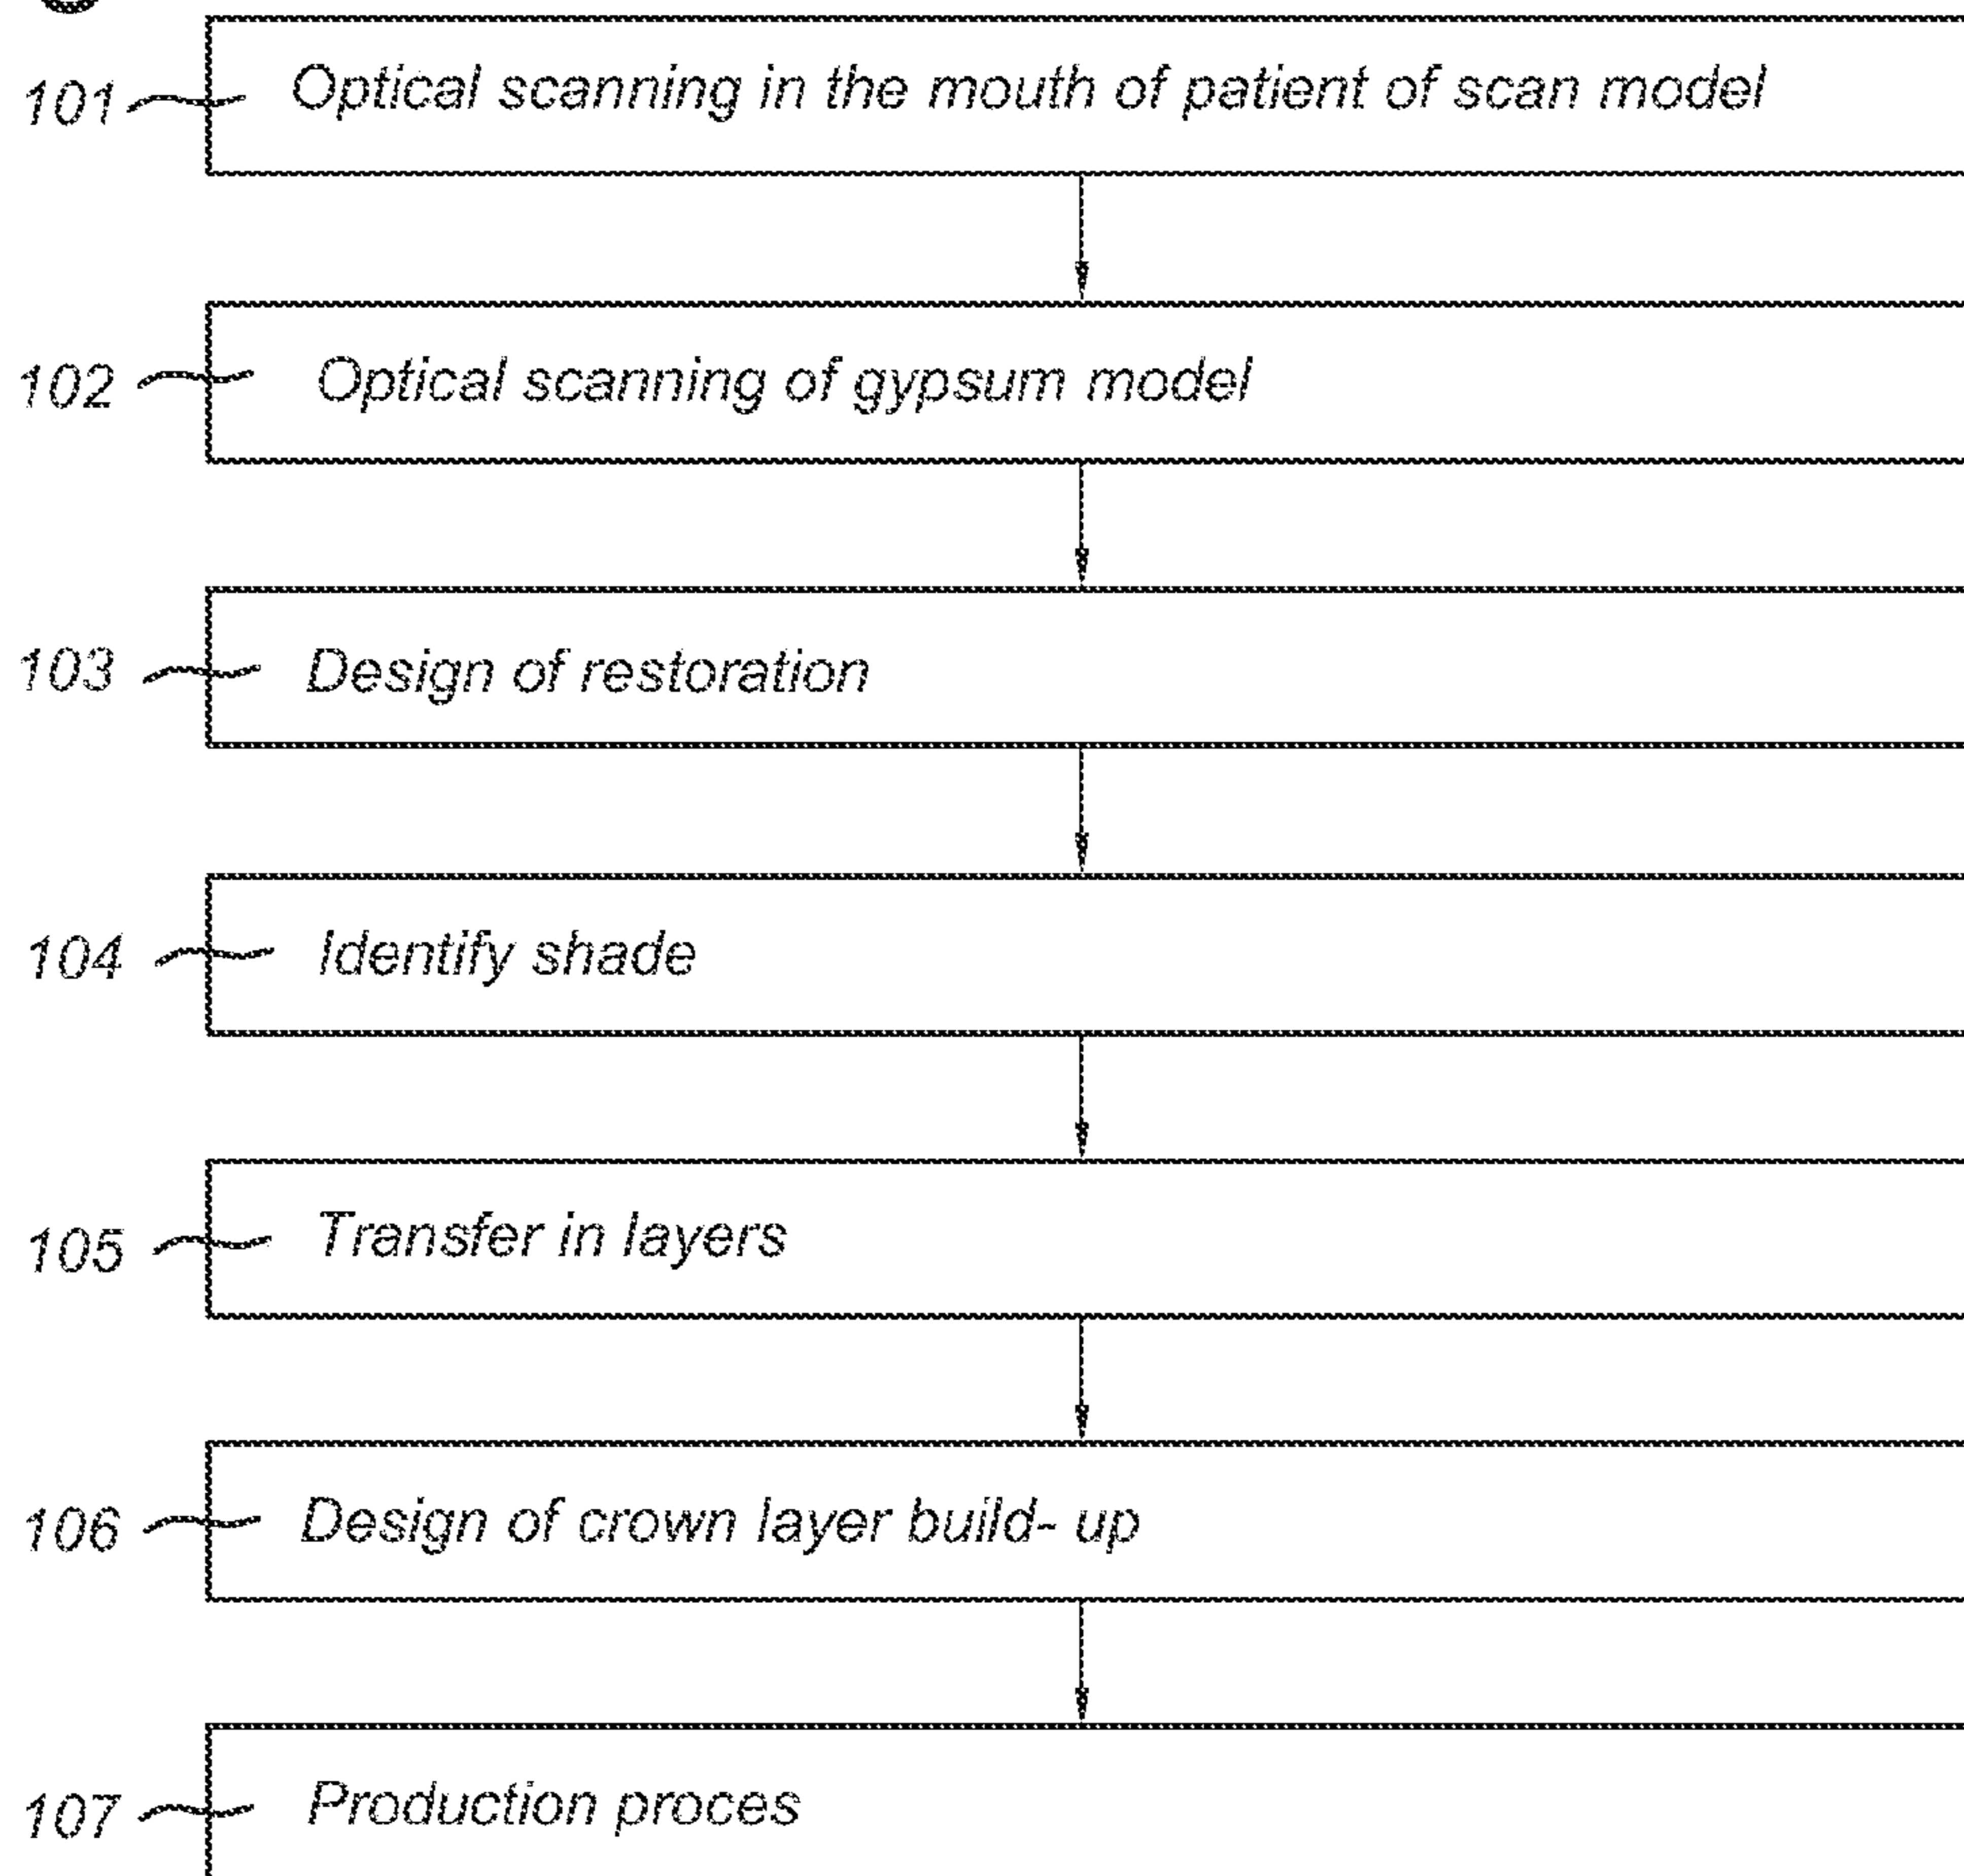 101 Optical scanning in the mouth of patient of scan model
102 Optical scanning of gypsum model
103 Design of restoration
104 Identify shade
105 Transfer in layers
106 Design of crown layer build- up
107 Production proces